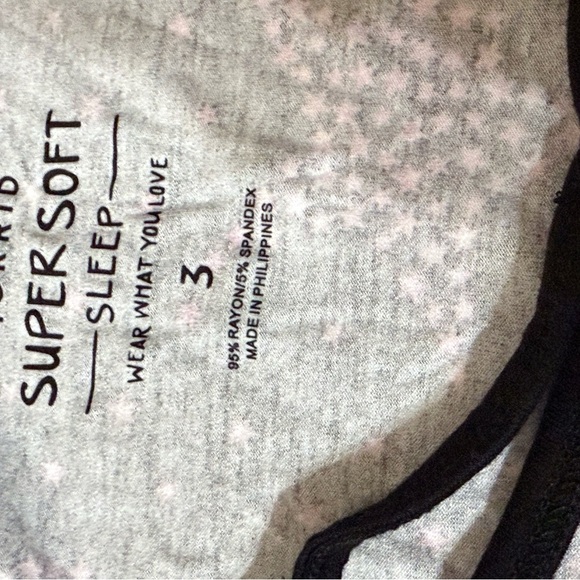 SUPER SOFT
SLEEP
WEAR WHAT YOU LOVE
3
95% RAYON/5% SPANDEX
MADE IN PHILIPPINES